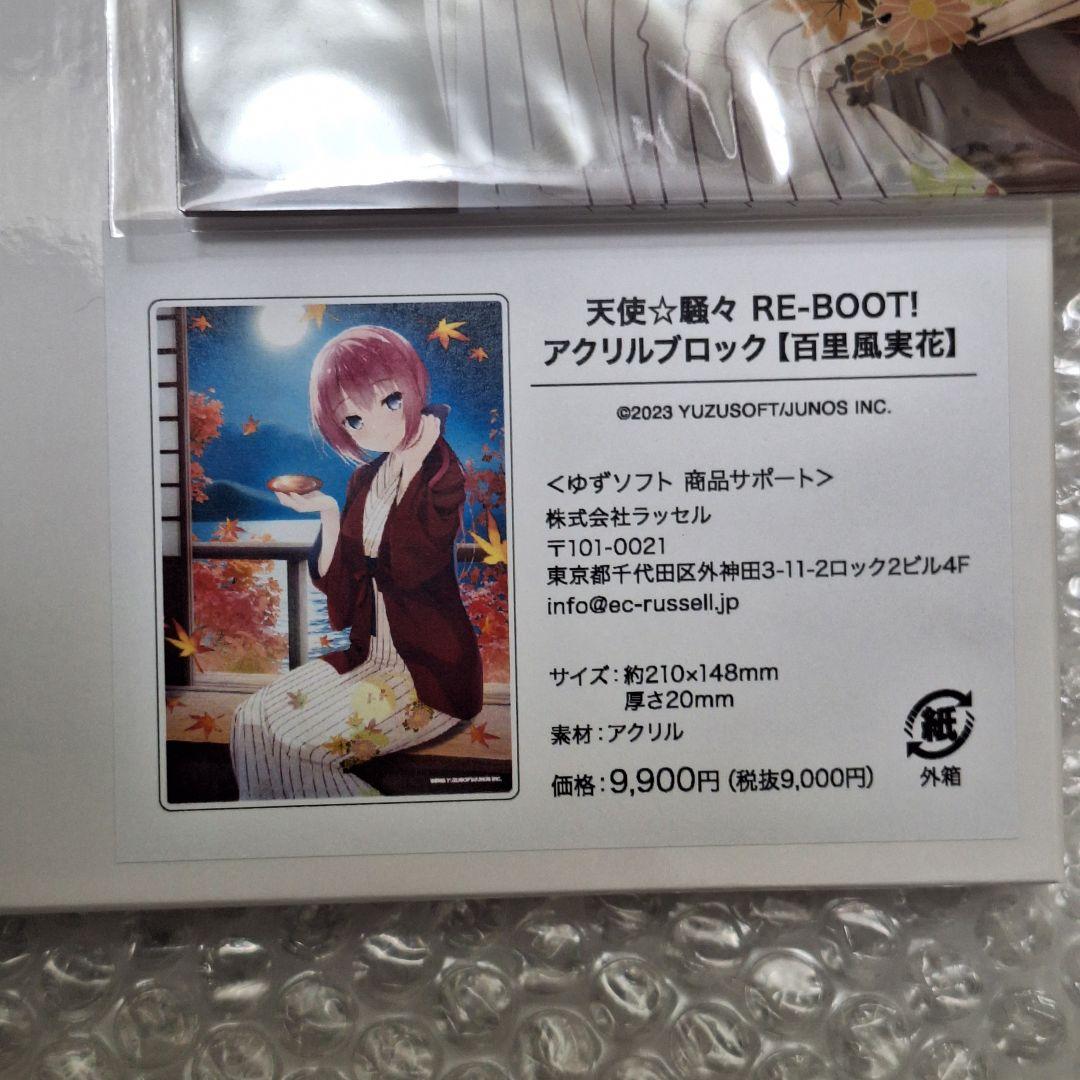 天使☆騒々 RE-BOOT!
アクリルブロック【百里風実花】
©2023 YUZUSOFT/JUNOS INC.
＜ゆずソフト 商品サポート＞
株式会社ラッセル
〒101-0021
東京都千代田区外神田3-11-2ロック2ビル4F
info@ec-russell.jp
サイズ：約210×148mm
厚さ20mm
素材：アクリル
価格：9,900円（税抜9,000円）
紙
外箱
YUZUSOFT/JUNOS INC.